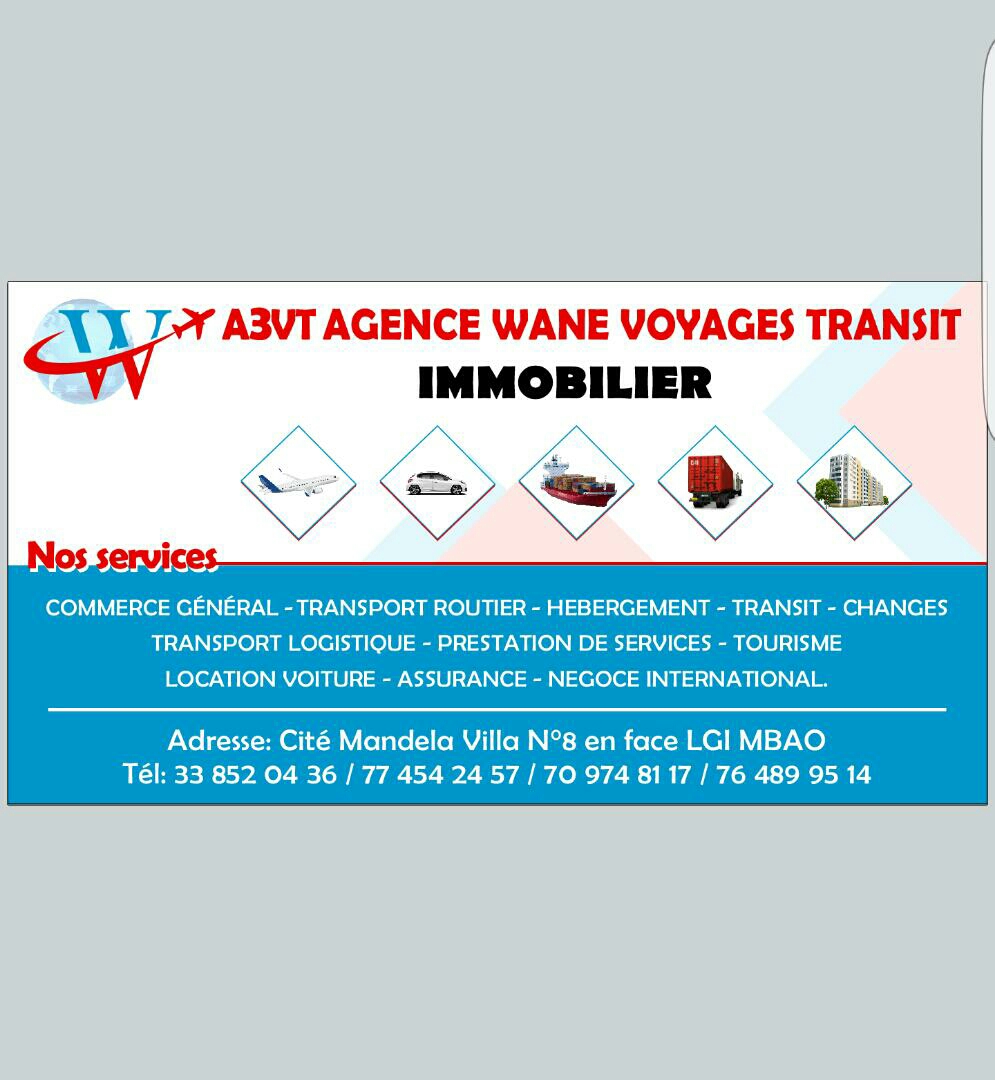 W
A3VT AGENCE WANE VOYAGES TRANSIT
IMMOBILIER
Nos services
COMMERCE GÉNÉRAL - TRANSPORT ROUTIER - HEBERGEMENT - TRANSIT - CHANGES
TRANSPORT LOGISTIQUE - PRESTATION DE SERVICES - TOURISME
LOCATION VOITURE - ASSURANCE - NEGOCE INTERNATIONAL.
Adresse: Cité Mandela Villa N°8 en face LGI MBAO
Tél: 33 852 04 36 / 77 454 24 57 / 70 974 81 17 / 76 489 95 14